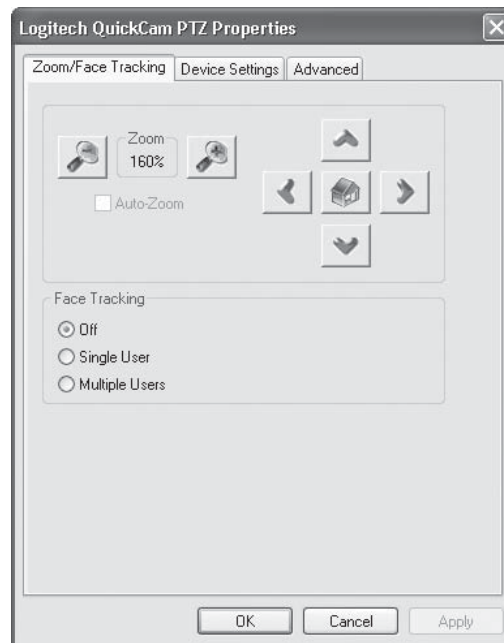 Logitech QuickCam PTZ Properties
Zoom/Face Tracking Device Settings Advanced
Zoom
160%
Auto-Zoom
Face Tracking
Off
Single User
Multiple Users
OK Cancel Apply